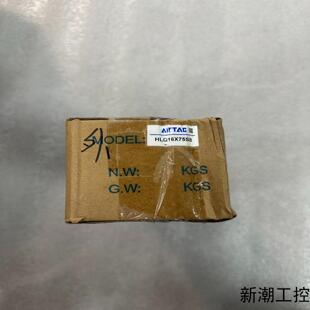 AIRTAC
MODEL: HLQ16X75SB
N.W: KGS
G.W: KGS
新潮工控